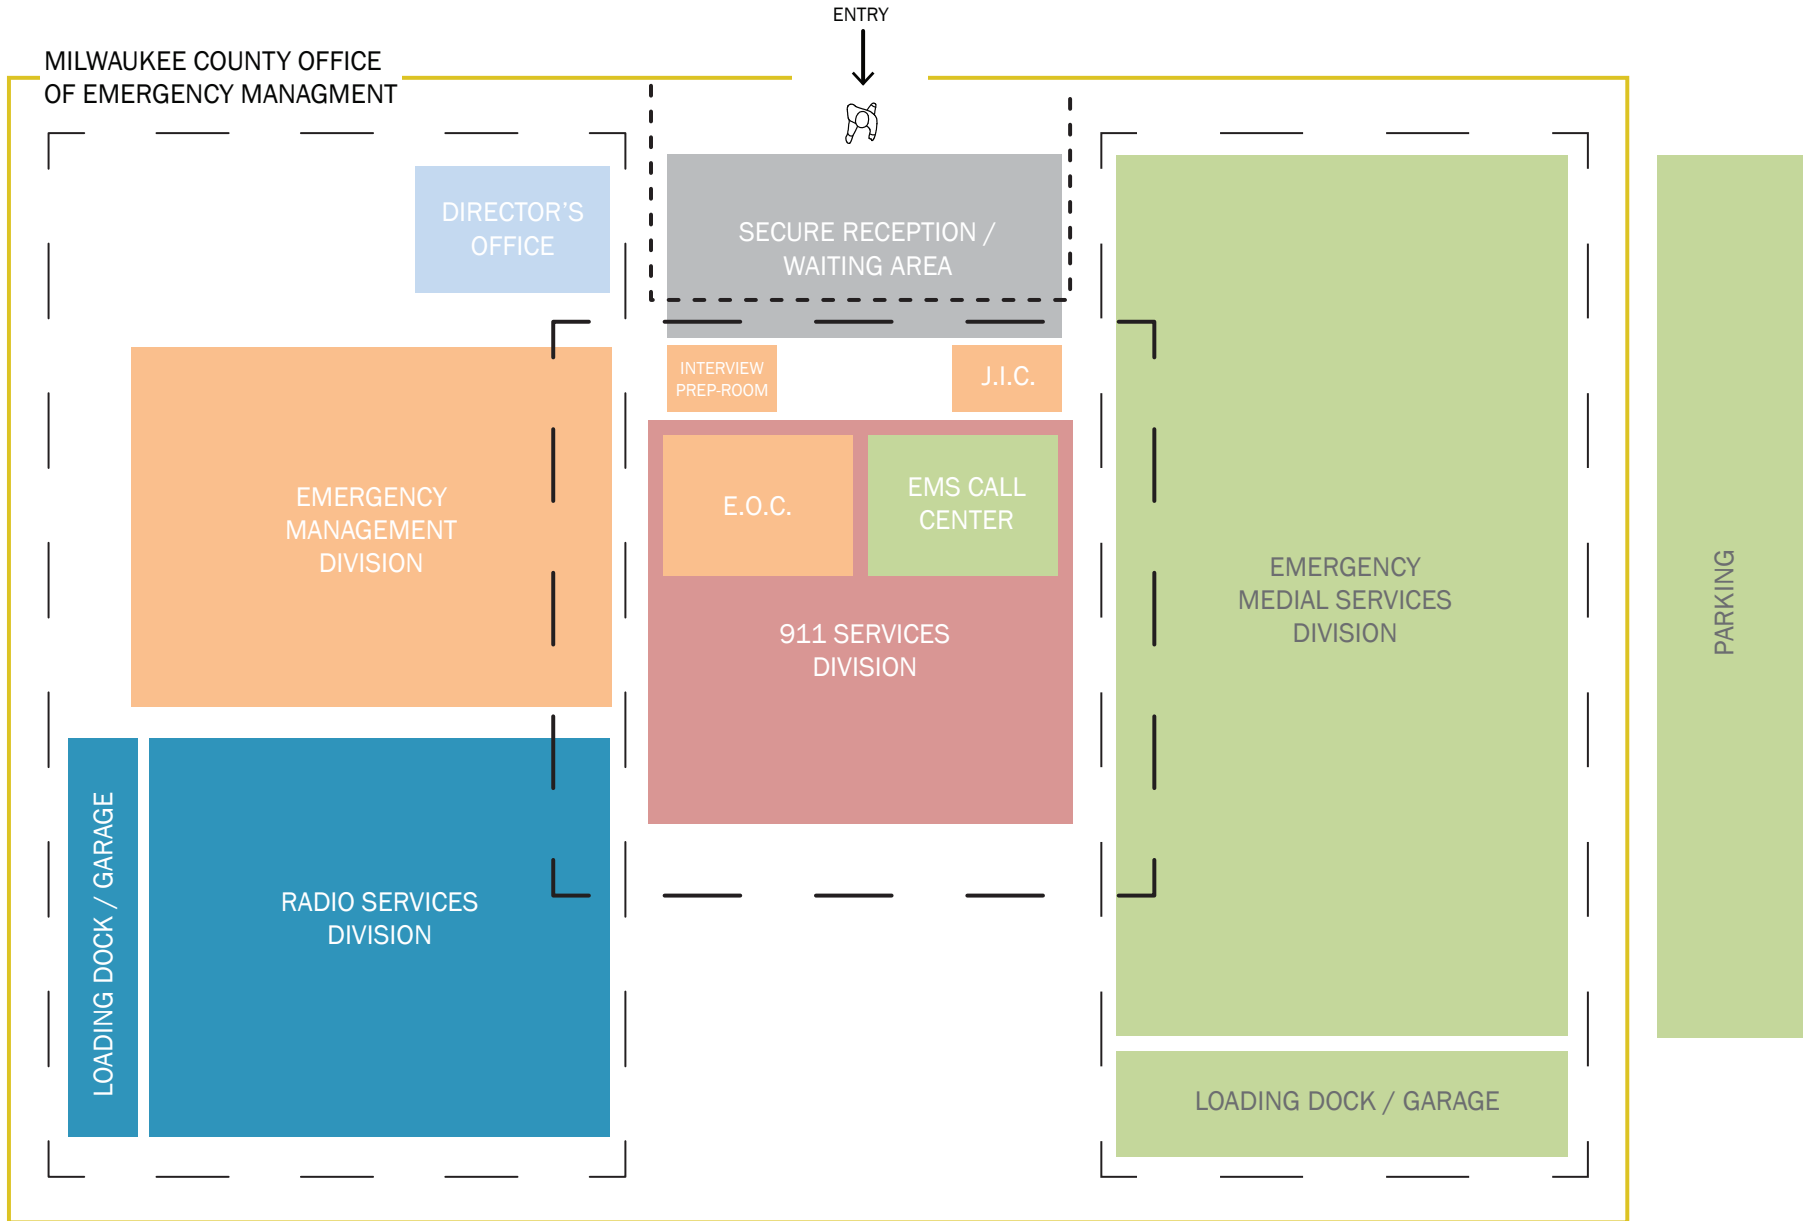 ENTRY
MILWAUKEE COUNTY OFFICE
OF EMERGENCY MANAGMENT
DIRECTOR'S
OFFICE
SECURE RECEPTION /
WAITING AREA
INTERVIEW
PREP-ROOM
J.I.C.
EMERGENCY
MANAGEMENT
DIVISION
E.O.C.
EMS CALL
CENTER
911 SERVICES
DIVISION
EMERGENCY
MEDIAL SERVICES
DIVISION
PARKING
LOADING DOCK / GARAGE
RADIO SERVICES
DIVISION
LOADING DOCK / GARAGE